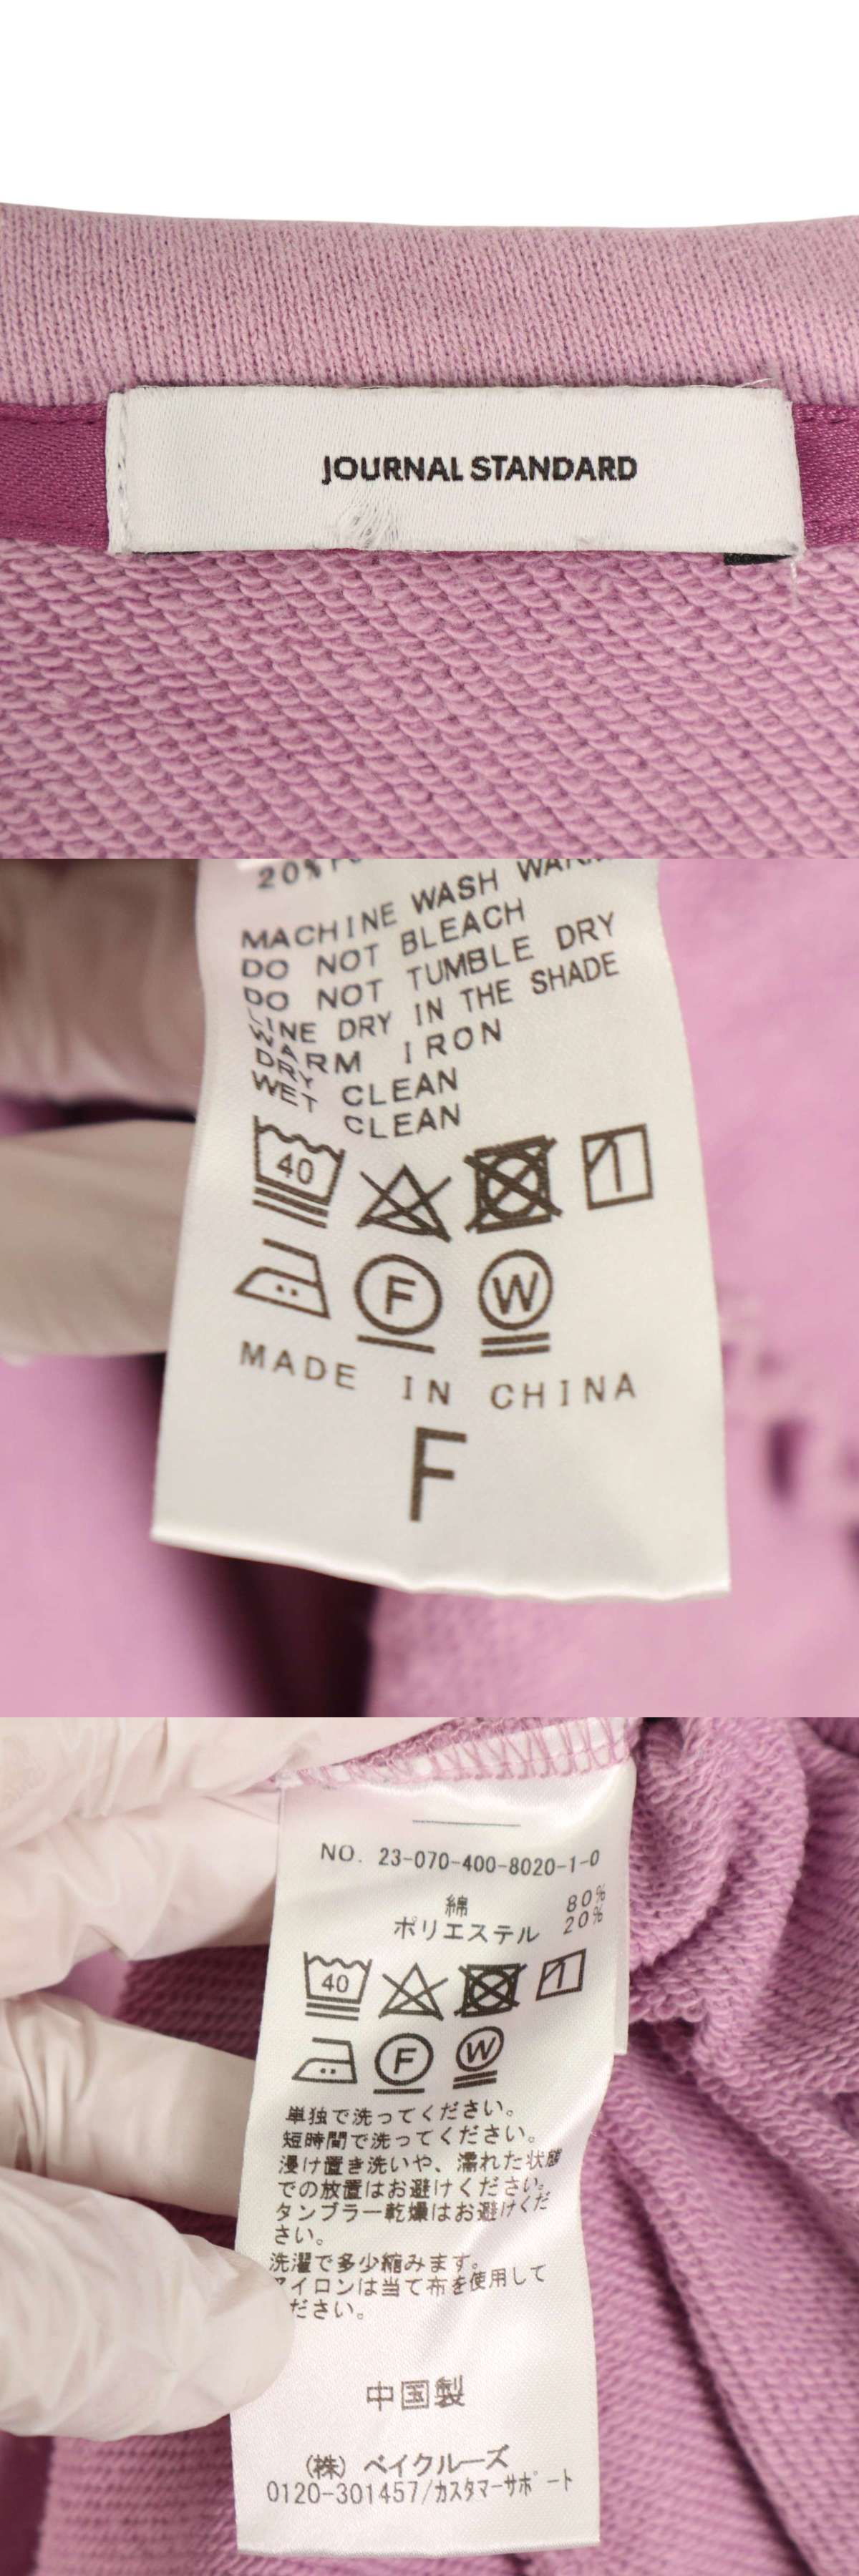 JOURNAL STANDARD
20%
MACHINE WASH WARM
DO NOT BLEACH
DO NOT TUMBLE DRY
LINE DRY IN THE SHADE
WARM IRON
DRY CLEAN
WET CLEAN
40
F W
MADE IN CHINA
F
NO. 23-070-400-8020-1-0
綿 80%
ポリエステル 20%
40
F W
単独で洗ってください。
短時間で洗ってください。
浸け置き洗いや、濡れた状態
での放置はお避けください。
タンブラー乾燥はお避けくだ
さい。
洗濯で多少縮みます。
アイロンは当て布を使用して
ださい。
中国製
(株) ベイクルーズ
0120-301457/カスタマーサポート